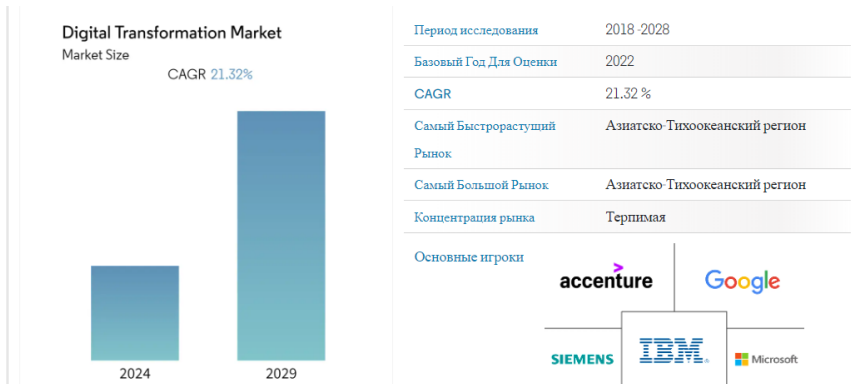 Digital Transformation Market
Market Size
CAGR 21.32%
2024
2029
Период исследования 2018 -2028
Базовый Год Для Оценки 2022
CAGR 21.32 %
Самый Быстрорастущий Азиатско-Тихоокеанский регион
Рынок
Самый Большой Рынок Азиатско-Тихоокеанский регион
Концентрация рынка Терпимая
Основные игроки
accenture
Google
SIEMENS
IBM
Microsoft